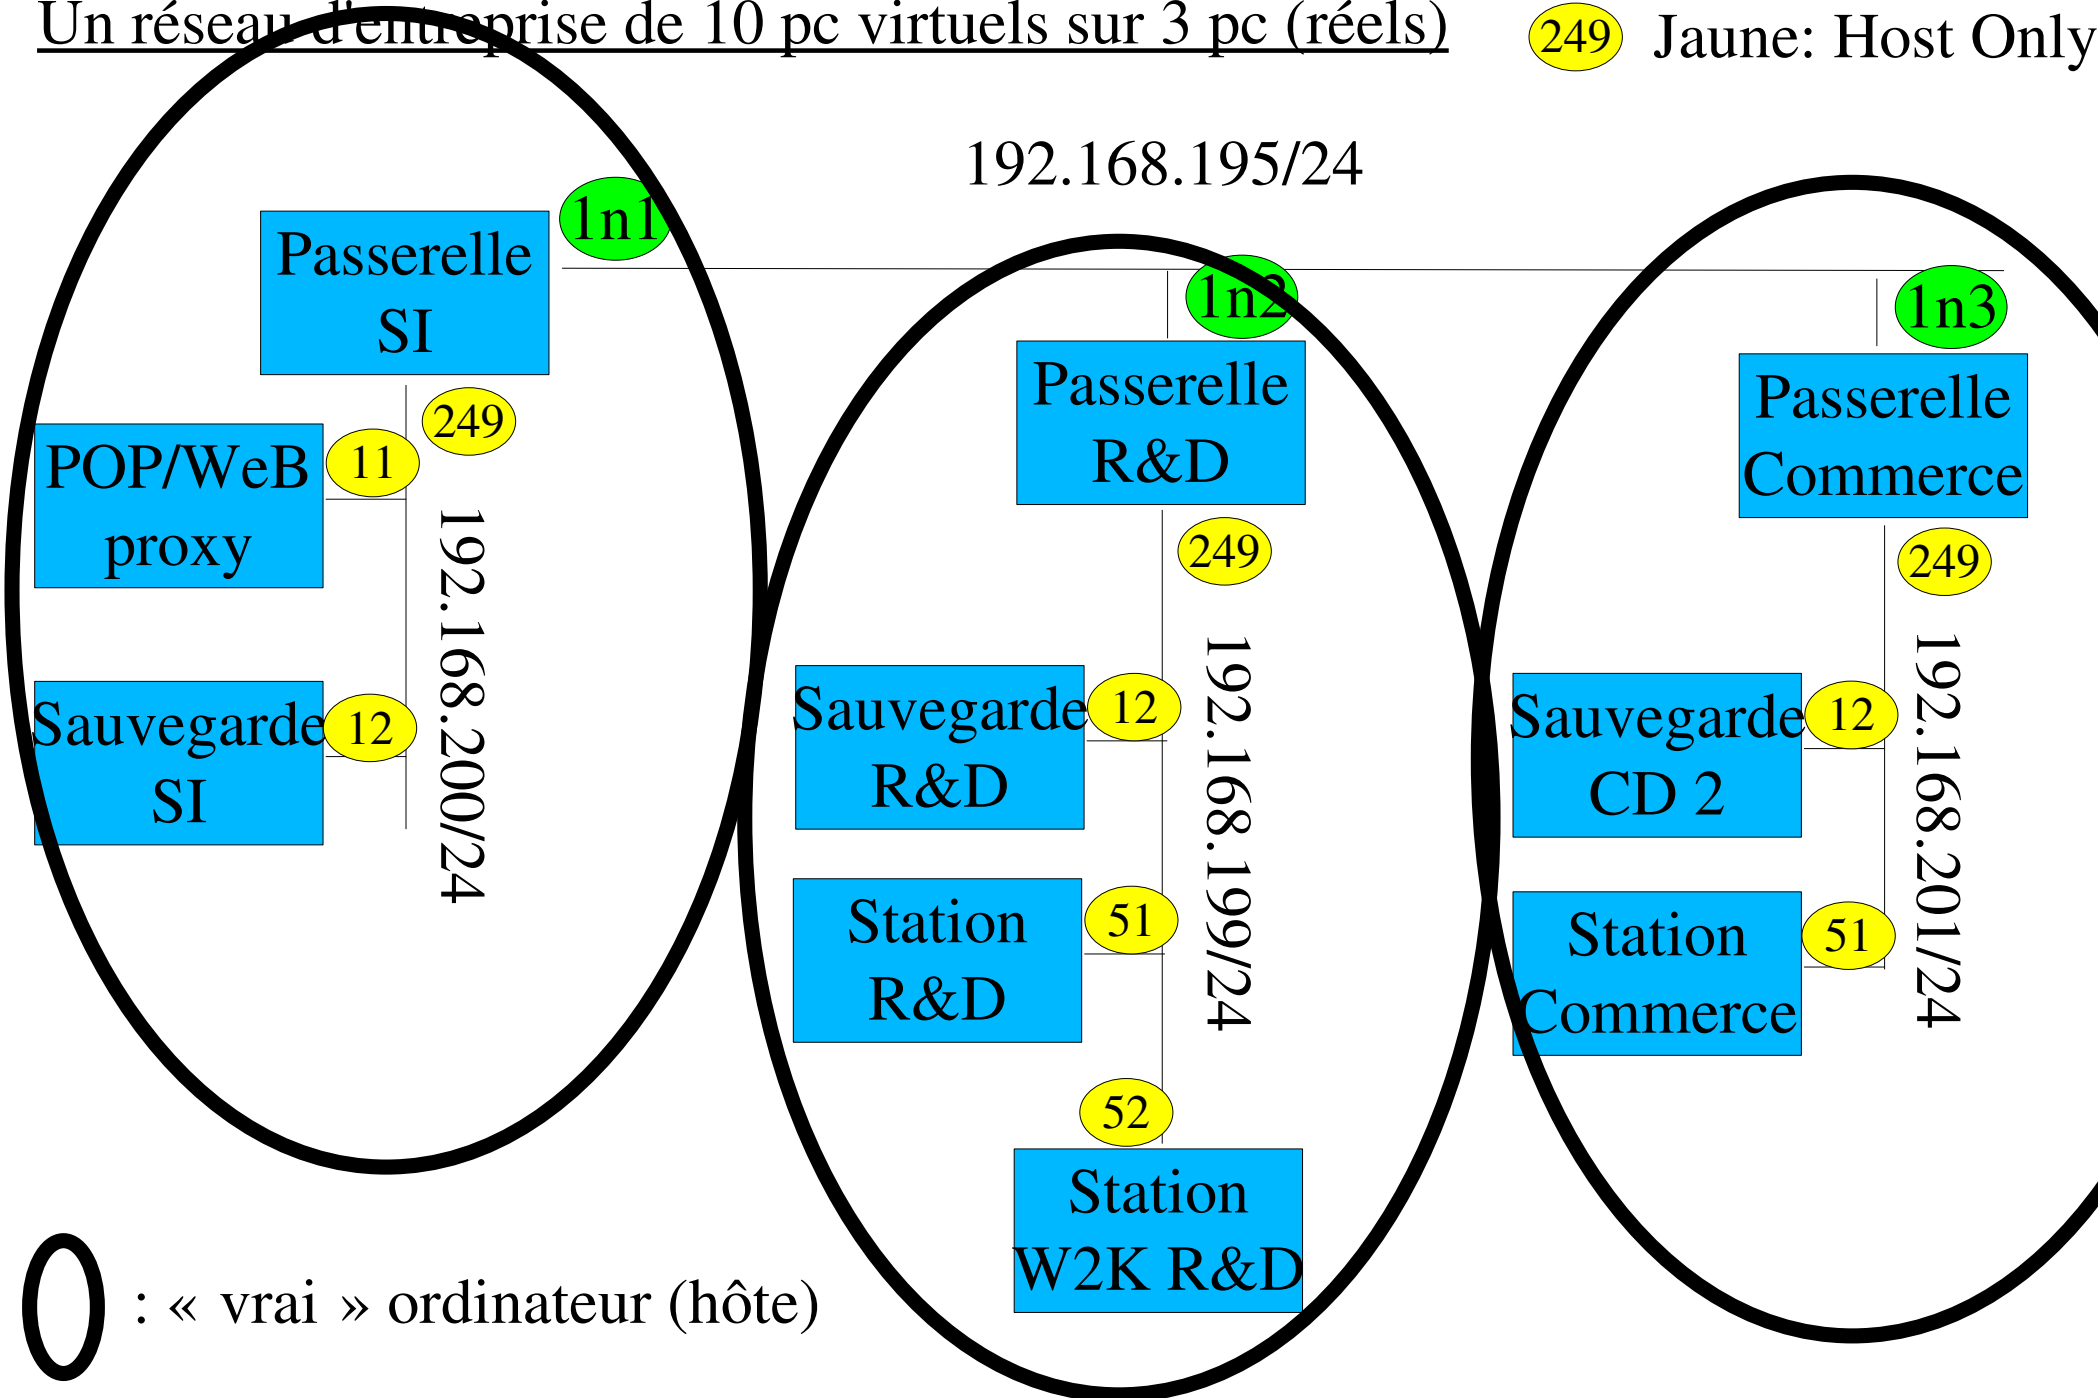 Un réseau d'entreprise de 10 pc virtuels sur 3 pc (réels)
249 Jaune: Host Only
192.168.195/24
1n1
Passerelle
SI
249
POP/WeB
proxy
11
192.168.200/24
Sauvegarde
SI
12
1n2
Passerelle
R&D
249
192.168.199/24
Sauvegarde
R&D
12
Station
R&D
51
52
Station
W2K R&D
1n3
Passerelle
Commerce
249
192.168.201/24
Sauvegarde
CD 2
12
Station
Commerce
51
: « vrai » ordinateur (hôte)